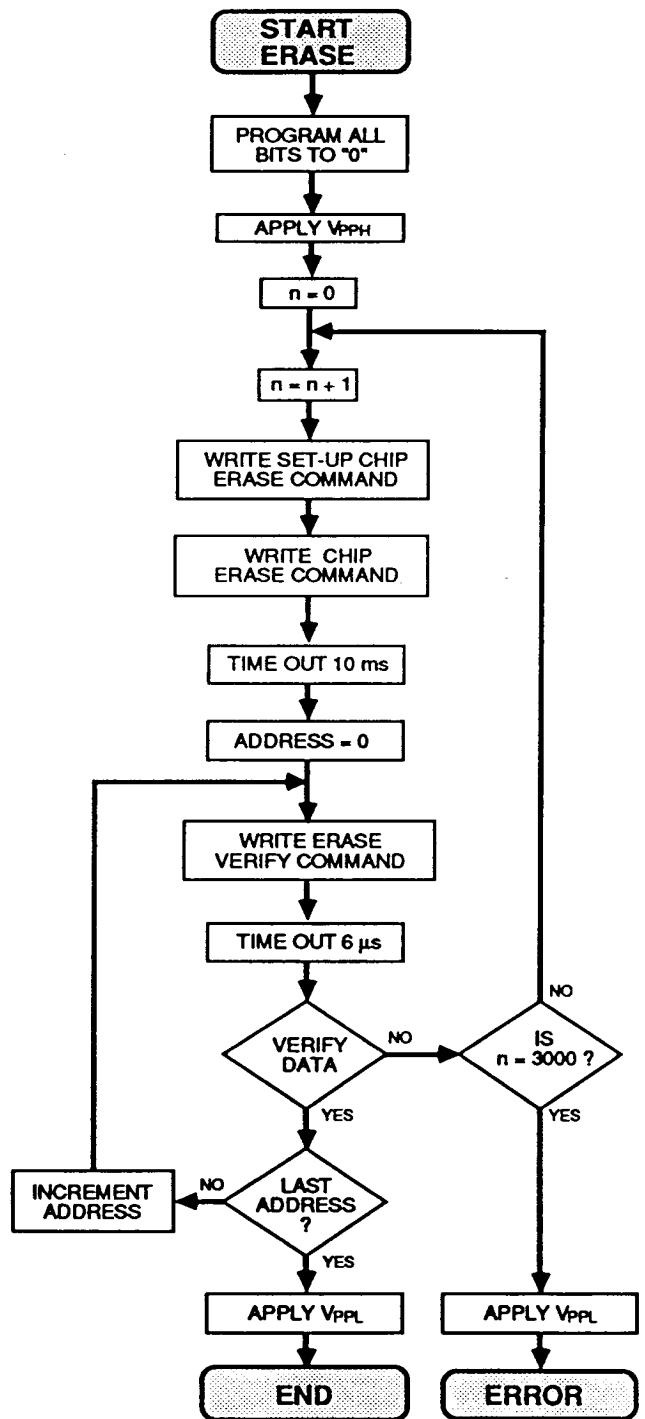 START
ERASE
PROGRAM ALL
BITS TO "0"
APPLY VPPH
n = 0
n = n + 1
WRITE SET-UP CHIP
ERASE COMMAND
WRITE CHIP
ERASE COMMAND
TIME OUT 10 ms
ADDRESS = 0
WRITE ERASE
VERIFY COMMAND
TIME OUT 6 µs
VERIFY
DATA
NO
YES
IS
n = 3000 ?
NO
YES
LAST
ADDRESS
?
NO
YES
INCREMENT
ADDRESS
APPLY VPPL
APPLY VPPL
END
ERROR